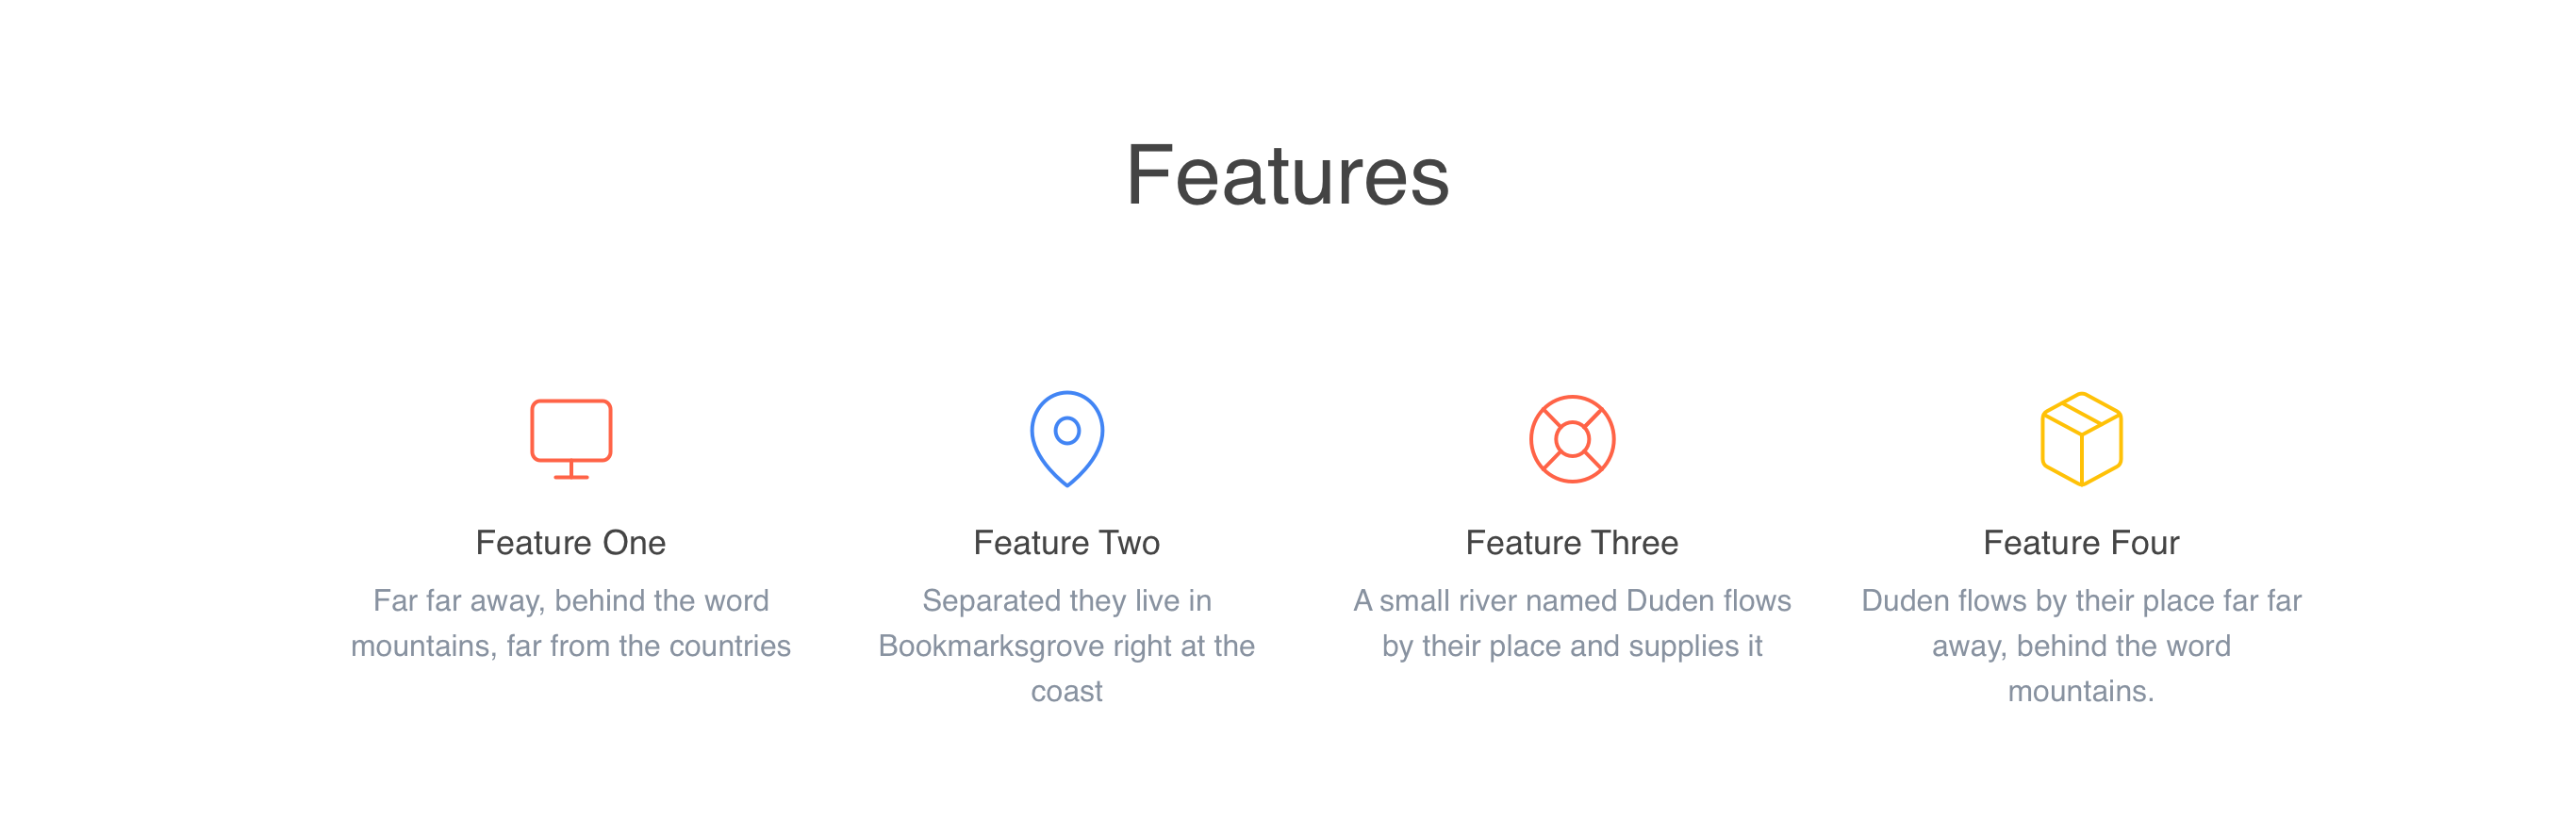 Features
Feature One
Far far away, behind the word
mountains, far from the countries
Feature Two
Separated they live in
Bookmarksgrove right at the
coast
Feature Three
A small river named Duden flows
by their place and supplies it
Feature Four
Duden flows by their place far far
away, behind the word
mountains.